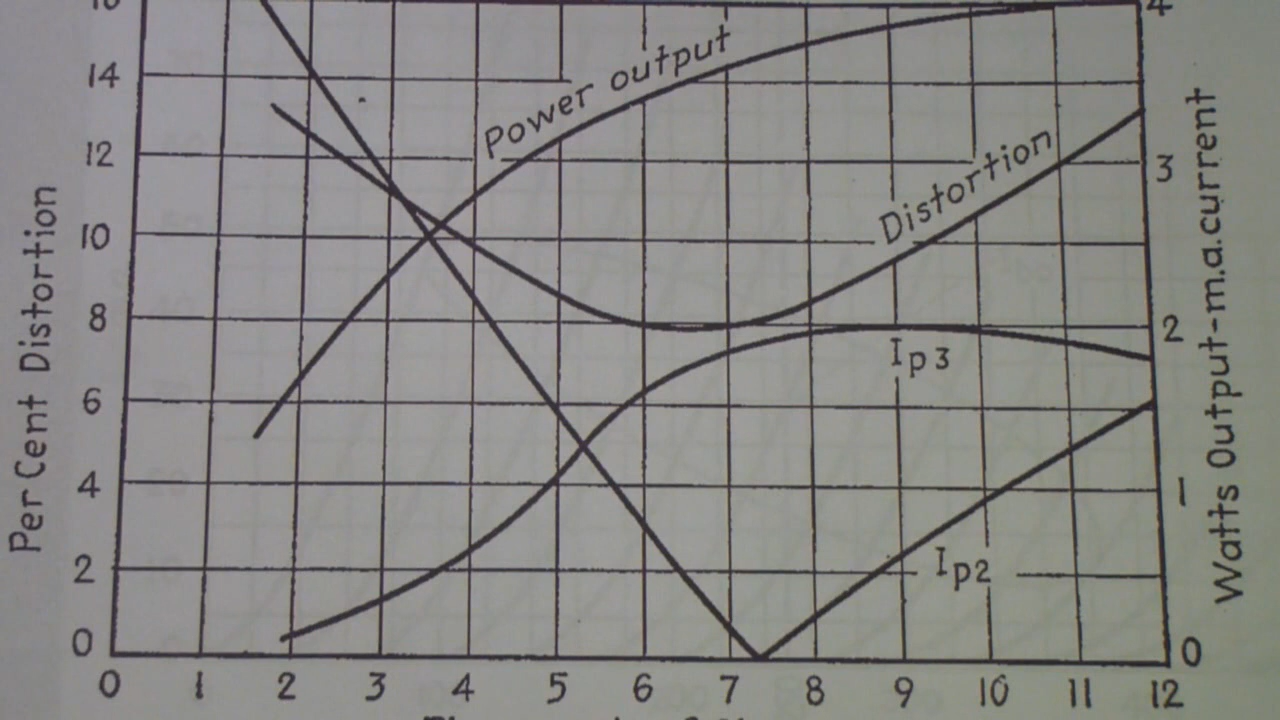 16
14
12
10
8
6
4
2
0
Per Cent Distortion
Power output
Distortion
Ip3
Ip2
4
3
2
1
0
Watts Output-m.a.current
0 1 2 3 4 5 6 7 8 9 10 11 12